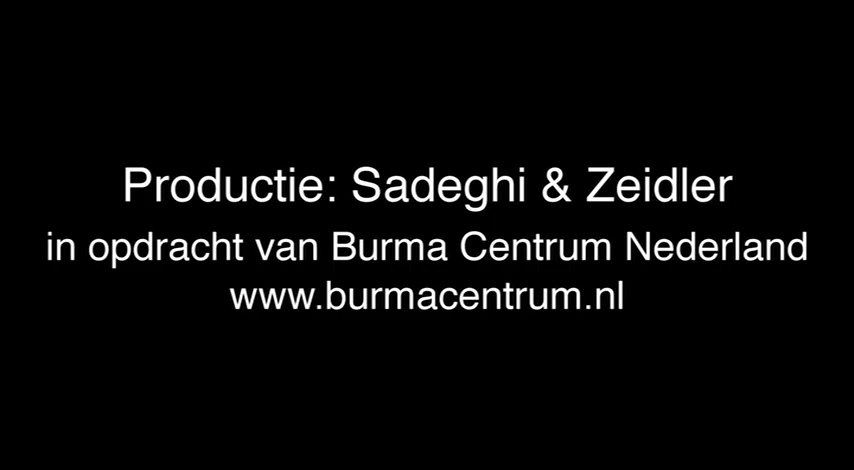 Productie: Sadeghi & Zeidler
in opdracht van Burma Centrum Nederland
www.burmacentrum.nl